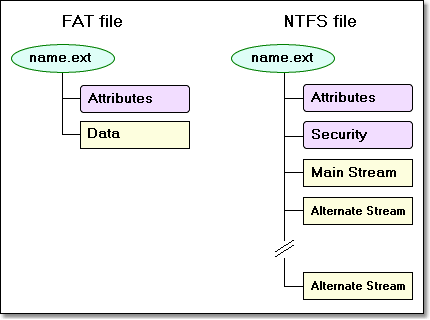 FAT file
name.ext
Attributes
Data
NTFS file
name.ext
Attributes
Security
Main Stream
Alternate Stream
Alternate Stream